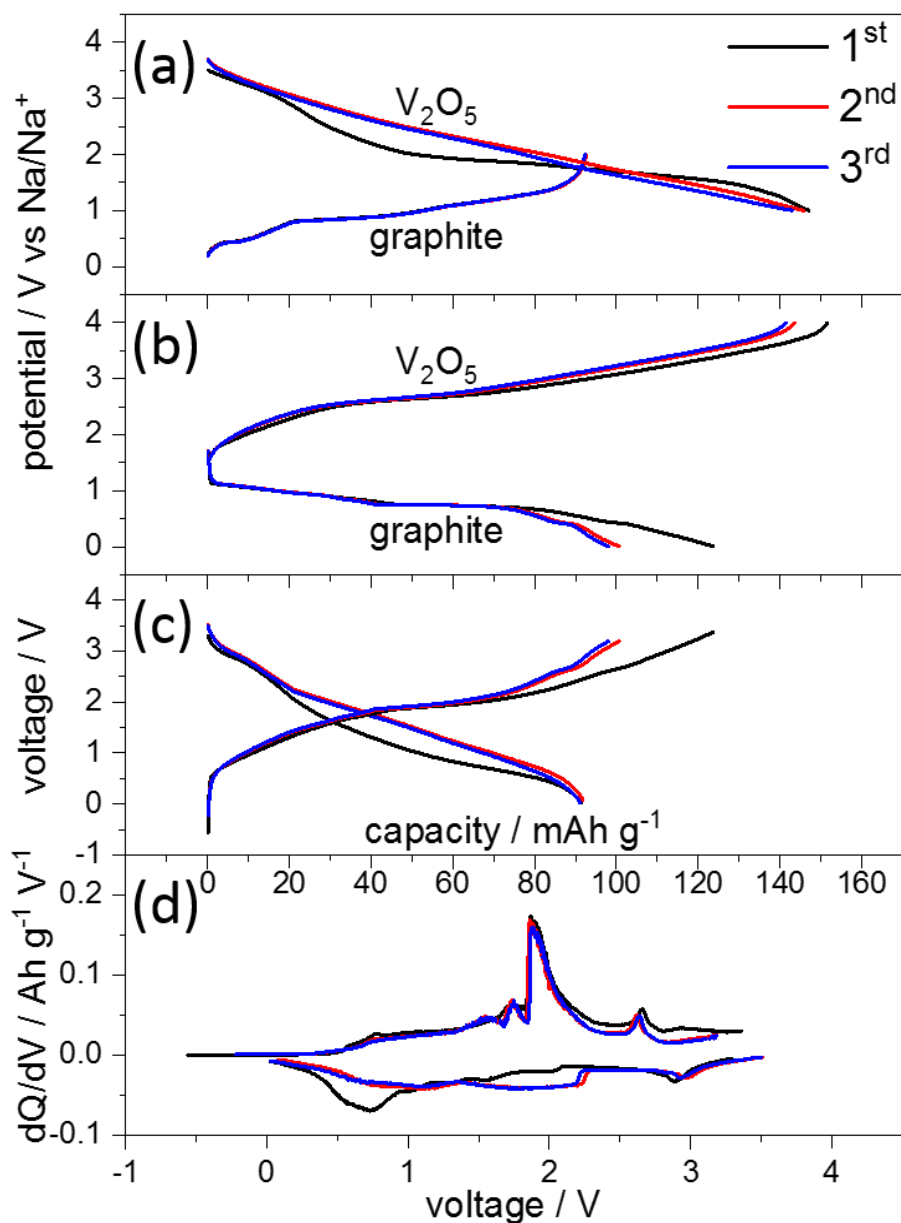 (a)
V₂O₅
graphite
1ˢᵗ
2ⁿᵈ
3ʳᵈ
4
3
2
1
0
potential / V vs Na/Na⁺
(b)
V₂O₅
graphite
4
3
2
1
0
(c)
4
3
2
1
0
-1
voltage / V
capacity / mAh g⁻¹
0 20 40 60 80 100 120 140 160
(d)
0.2
0.1
0.0
-0.1
dQ/dV / Ah g⁻¹ V⁻¹
-1 0 1 2 3 4
voltage / V